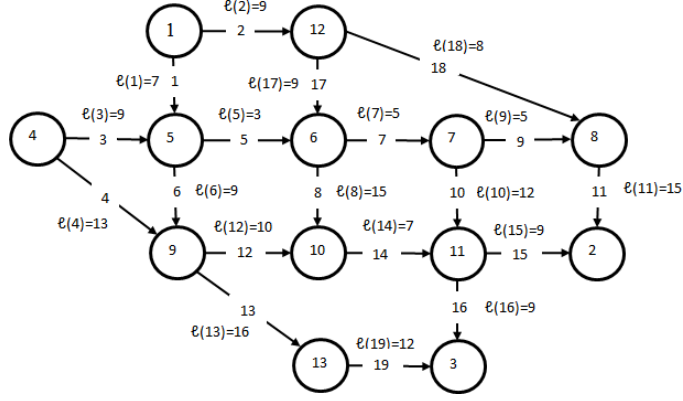 ℓ(2)=9
1 2 12
ℓ(18)=8
18
ℓ(1)=7 1 ℓ(17)=9 17
ℓ(3)=9 ℓ(5)=3 ℓ(7)=5 ℓ(9)=5
4 3 5 5 6 7 7 9 8
4 6 ℓ(6)=9 8 ℓ(8)=15 10 ℓ(10)=12 11 ℓ(11)=15
ℓ(4)=13 ℓ(12)=10 ℓ(14)=7 ℓ(15)=9
9 12 10 14 11 15 2
13 16 ℓ(16)=9
ℓ(13)=16 ℓ(19)=12
13 19 3